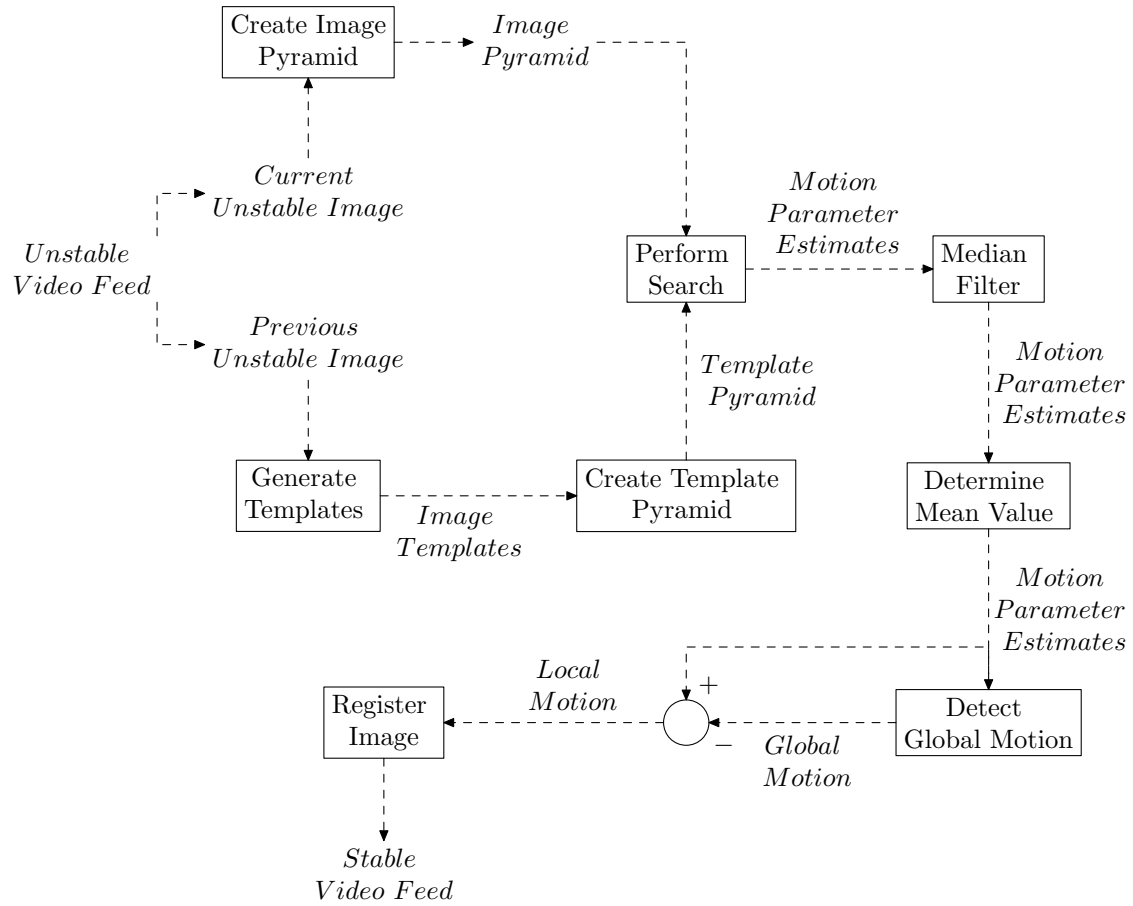 Create Image
Pyramid
Image
Pyramid
Current
Unstable Image
Unstable
Video Feed
Previous
Unstable Image
Motion
Parameter
Estimates
Perform
Search
Median
Filter
Template
Pyramid
Motion
Parameter
Estimates
Generate
Templates
Image
Templates
Create Template
Pyramid
Determine
Mean Value
Motion
Parameter
Estimates
Local
Motion
+
−
Register
Image
Global
Motion
Detect
Global Motion
Stable
Video Feed